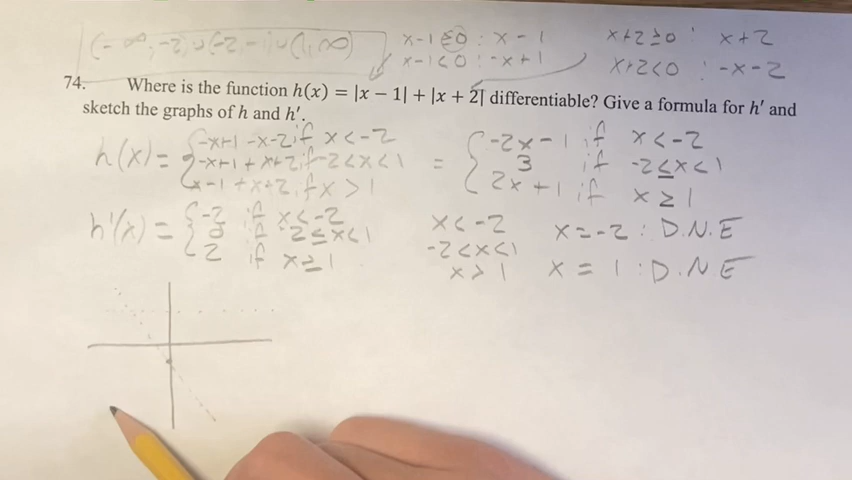 (-∞,-2)∪(-2,-1)∪(1,∞)
x-1≥0 : x-1
x-1<0 : -x+1
x+2≥0 : x+2
x+2<0 : -x-2
74. Where is the function h(x) = |x − 1| + |x + 2| differentiable? Give a formula for h′ and
sketch the graphs of h and h′.
h(x) = { -x+1 -x-2 if x<-2
-x+1 + x+2 if -2<x<1
x-1 + x+2 if x>1
= { -2x-1 if x<-2
3 if -2≤x<1
2x+1 if x≥1
h'(x) = { -2 if x<-2
0 if -2≤x<1
2 if x≥1
x<-2
-2<x<1
x>1
x=-2 : D.N.E
x=1 : D.N.E